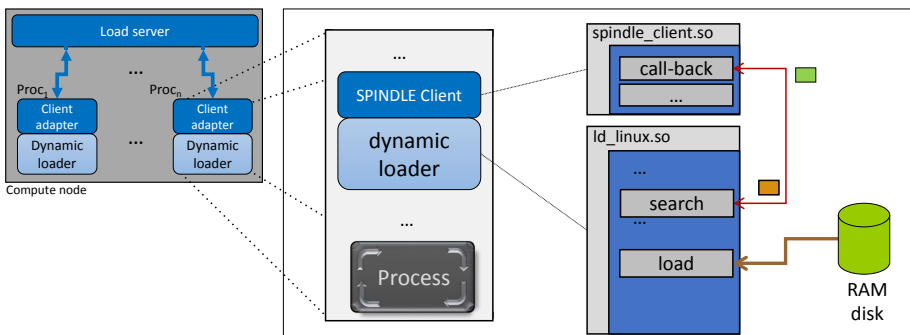 Load server
...
Proc1
Procn
Client
adapter
Client
adapter
...
Dynamic
loader
...
Dynamic
loader
Compute node
...
SPINDLE Client
dynamic
loader
...
Process
spindle_client.so
call-back
...
ld_linux.so
...
search
...
load
RAM
disk